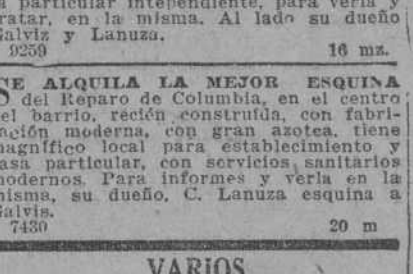 particular independiente, para verla y
tratar, en la misma. Al lado su dueño
Galviz y Lanuza.
9259 16 mz.
SE ALQUILA LA MEJOR ESQUINA
del Reparo de Columbia, en el centro
del barrio, recién construída, con fabri-
cación moderna, con gran azotea, tiene
magnífico local para establecimiento y
casa particular, con servicios sanitarios
modernos. Para informes y verla en la
misma, su dueño, C. Lanuza esquina a
Galvis.
7430 20 m
VARIOS